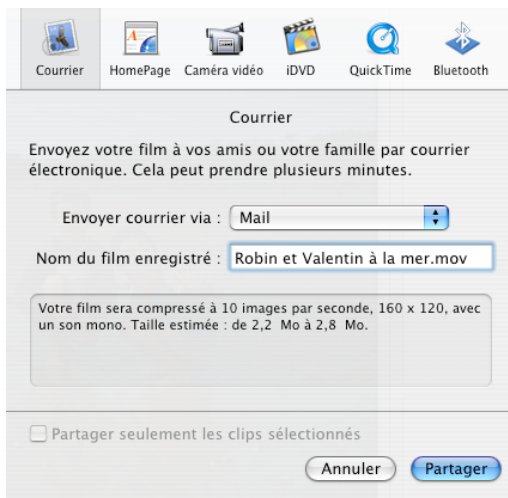 Courrier HomePage Caméra vidéo iDVD QuickTime Bluetooth
Courrier
Envoyez votre film à vos amis ou votre famille par courrier
électronique. Cela peut prendre plusieurs minutes.
Envoyer courrier via : Mail
Nom du film enregistré : Robin et Valentin à la mer.mov
Votre film sera compressé à 10 images par seconde, 160 x 120, avec
un son mono. Taille estimée : de 2,2 Mo à 2,8 Mo.
Partager seulement les clips sélectionnés
Annuler Partager